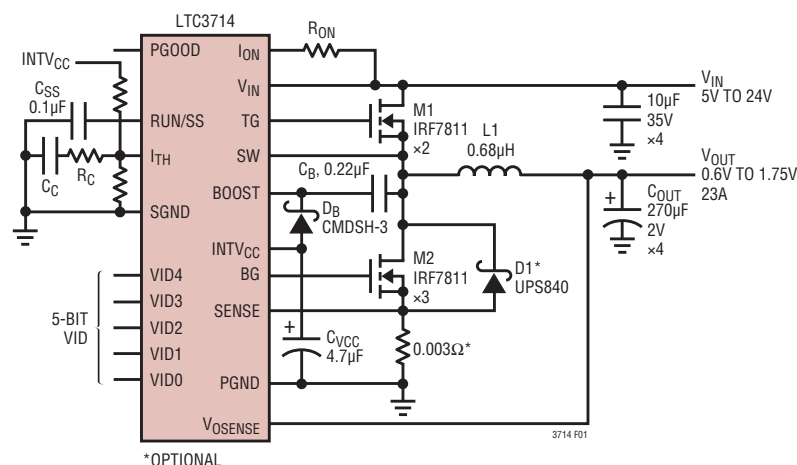 LTC3714
PGOOD
INTVCC
CSS
0.1µF
RUN/SS
ITH
CC
RC
SGND
VID4
VID3
VID2
VID1
VID0
5-BIT
VID
ION
VIN
TG
SW
BOOST
INTVCC
BG
SENSE
PGND
VOSENSE
RON
M1
IRF7811
×2
L1
0.68µH
CB, 0.22µF
DB
CMDSH-3
M2
IRF7811
×3
D1*
UPS840
+
CVCC
4.7µF
0.003Ω*
10µF
35V
×4
VIN
5V TO 24V
VOUT
0.6V TO 1.75V
23A
+
COUT
270µF
2V
×4
3714 F01
*OPTIONAL